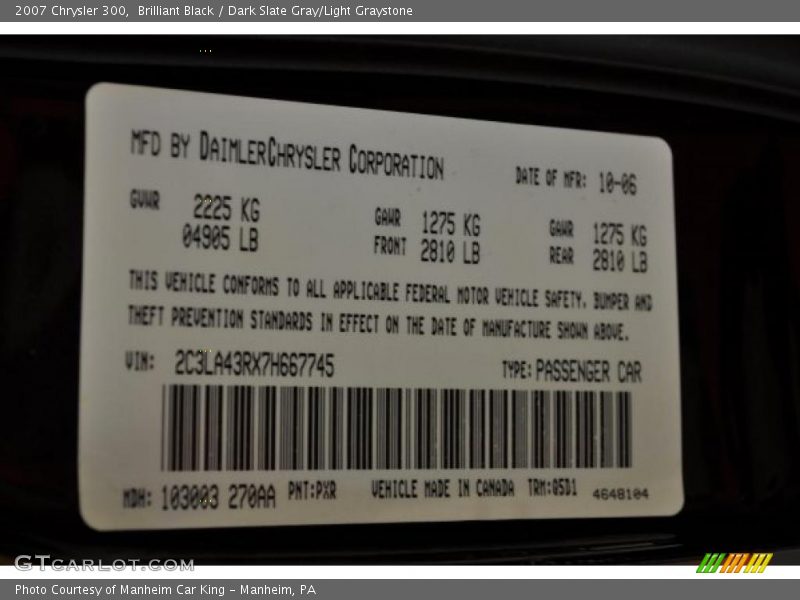 2007 Chrysler 300,  Brilliant Black / Dark Slate Gray/Light Graystone
MFD BY DAIMLERCHRYSLER CORPORATION
DATE OF MFR: 10-06
GVWR 2225 KG
04905 LB
GAWR 1275 KG
FRONT 2810 LB
GAWR 1275 KG
REAR 2810 LB
THIS VEHICLE CONFORMS TO ALL APPLICABLE FEDERAL MOTOR VEHICLE SAFETY, BUMPER AND
THEFT PREVENTION STANDARDS IN EFFECT ON THE DATE OF MANUFACTURE SHOWN ABOVE.
VIN: 2C3LA43RX7H667745 TYPE: PASSENGER CAR
MDH: 103003 270AA PNT:PXR VEHICLE MADE IN CANADA TRM:Q5D1 4648104
GTCARLOT.COM
Photo Courtesy of Manheim Car King - Manheim, PA